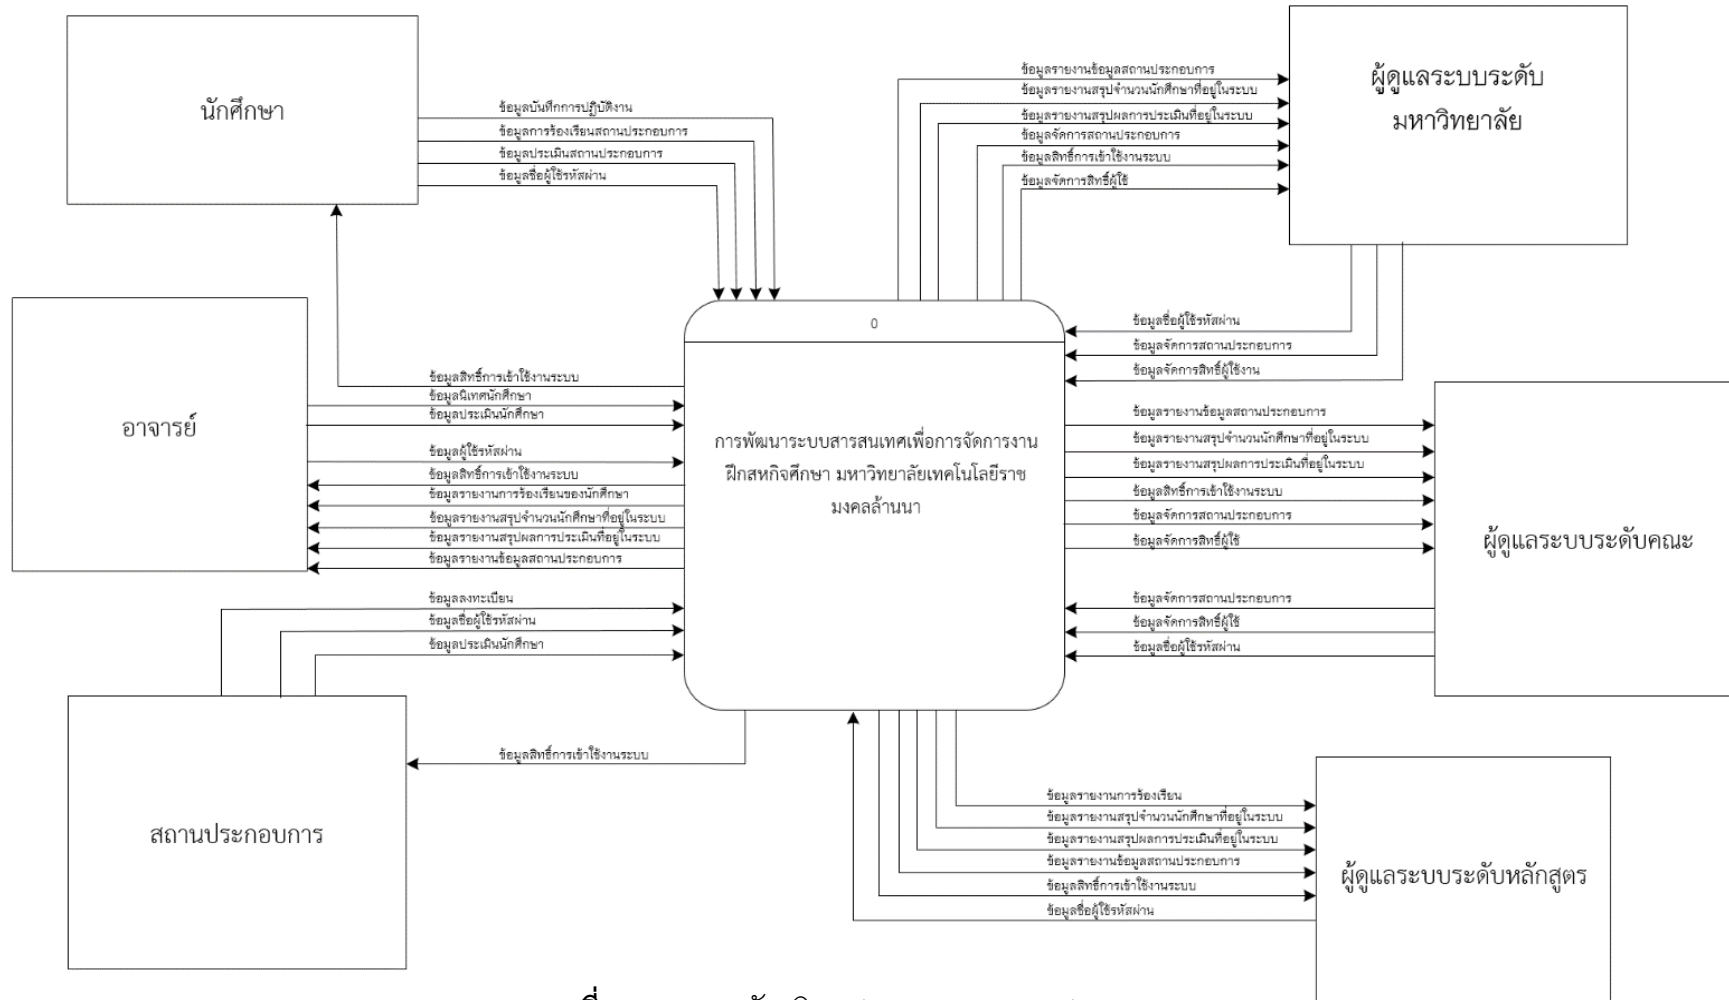 นักศึกษา
ข้อมูลบันทึกการปฏิบัติงาน
ข้อมูลการร้องเรียนสถานประกอบการ
ข้อมูลประเมินสถานประกอบการ
ข้อมูลชื่อผู้ใช้รหัสผ่าน
ข้อมูลรายงานข้อมูลสถานประกอบการ
ข้อมูลรายงานสรุปจำนวนนักศึกษาที่อยู่ในระบบ
ข้อมูลรายงานสรุปผลการประเมินที่อยู่ในระบบ
ข้อมูลจัดการสถานประกอบการ
ข้อมูลสิทธิ์การเข้าใช้งานระบบ
ข้อมูลจัดการสิทธิ์ผู้ใช้
ผู้ดูแลระบบระดับ
มหาวิทยาลัย
อาจารย์
ข้อมูลสิทธิ์การเข้าใช้งานระบบ
ข้อมูลนิเทศนักศึกษา
ข้อมูลประเมินนักศึกษา
ข้อมูลผู้ใช้รหัสผ่าน
ข้อมูลสิทธิ์การเข้าใช้งานระบบ
ข้อมูลรายงานการร้องเรียนของนักศึกษา
ข้อมูลรายงานสรุปจำนวนนักศึกษาที่อยู่ในระบบ
ข้อมูลรายงานสรุปผลการประเมินที่อยู่ในระบบ
ข้อมูลรายงานข้อมูลสถานประกอบการ
0
การพัฒนาระบบสารสนเทศเพื่อการจัดการงาน
ฝึกสหกิจศึกษา มหาวิทยาลัยเทคโนโลยีราช
มงคลล้านนา
ข้อมูลชื่อผู้ใช้รหัสผ่าน
ข้อมูลจัดการสถานประกอบการ
ข้อมูลจัดการสิทธิ์ผู้ใช้งาน
ข้อมูลรายงานข้อมูลสถานประกอบการ
ข้อมูลรายงานสรุปจำนวนนักศึกษาที่อยู่ในระบบ
ข้อมูลรายงานสรุปผลการประเมินที่อยู่ในระบบ
ข้อมูลสิทธิ์การเข้าใช้งานระบบ
ข้อมูลจัดการสถานประกอบการ
ข้อมูลจัดการสิทธิ์ผู้ใช้
ข้อมูลจัดการสถานประกอบการ
ข้อมูลจัดการสิทธิ์ผู้ใช้
ข้อมูลชื่อผู้ใช้รหัสผ่าน
ผู้ดูแลระบบระดับคณะ
ข้อมูลลงทะเบียน
ข้อมูลชื่อผู้ใช้รหัสผ่าน
ข้อมูลประเมินนักศึกษา
ข้อมูลสิทธิ์การเข้าใช้งานระบบ
สถานประกอบการ
ข้อมูลรายงานการร้องเรียน
ข้อมูลรายงานสรุปจำนวนนักศึกษาที่อยู่ในระบบ
ข้อมูลรายงานสรุปผลการประเมินที่อยู่ในระบบ
ข้อมูลรายงานข้อมูลสถานประกอบการ
ข้อมูลสิทธิ์การเข้าใช้งานระบบ
ข้อมูลชื่อผู้ใช้รหัสผ่าน
ผู้ดูแลระบบระดับหลักสูตร